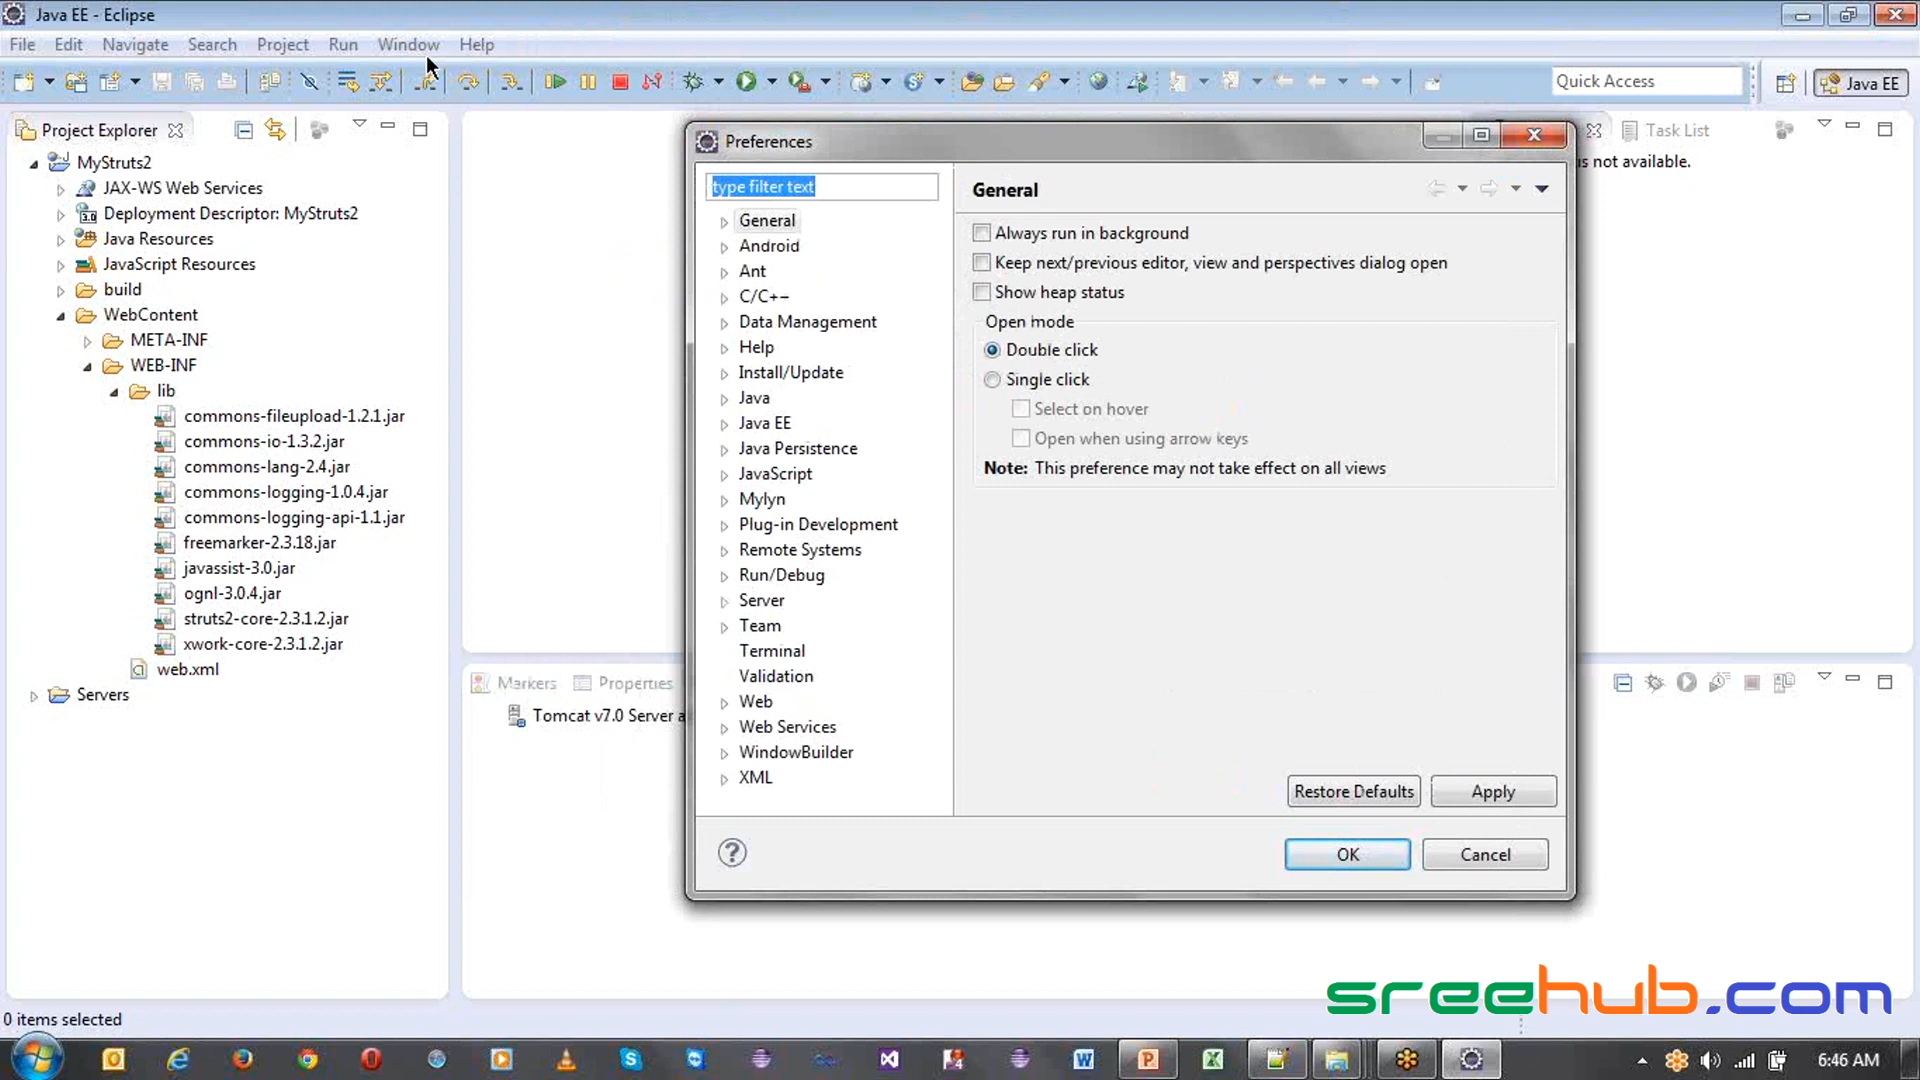 Java EE - Eclipse
File Edit Navigate Search Project Run Window Help
Quick Access
Java EE
Project Explorer
MyStruts2
JAX-WS Web Services
3.0 Deployment Descriptor: MyStruts2
Java Resources
JavaScript Resources
build
WebContent
META-INF
WEB-INF
lib
commons-fileupload-1.2.1.jar
commons-io-1.3.2.jar
commons-lang-2.4.jar
commons-logging-1.0.4.jar
commons-logging-api-1.1.jar
freemarker-2.3.18.jar
javassist-3.0.jar
ognl-3.0.4.jar
struts2-core-2.3.1.2.jar
xwork-core-2.3.1.2.jar
web.xml
Servers
Task List
is not available.
Markers Properties
Tomcat v7.0 Server a
Preferences
type filter text
General
Android
Ant
C/C++
Data Management
Help
Install/Update
Java
Java EE
Java Persistence
JavaScript
Mylyn
Plug-in Development
Remote Systems
Run/Debug
Server
Team
Terminal
Validation
Web
Web Services
WindowBuilder
XML
General
Always run in background
Keep next/previous editor, view and perspectives dialog open
Show heap status
Open mode
Double click
Single click
Select on hover
Open when using arrow keys
Note: This preference may not take effect on all views
Restore Defaults
Apply
OK
Cancel
sreehub.com
0 items selected
6:46 AM